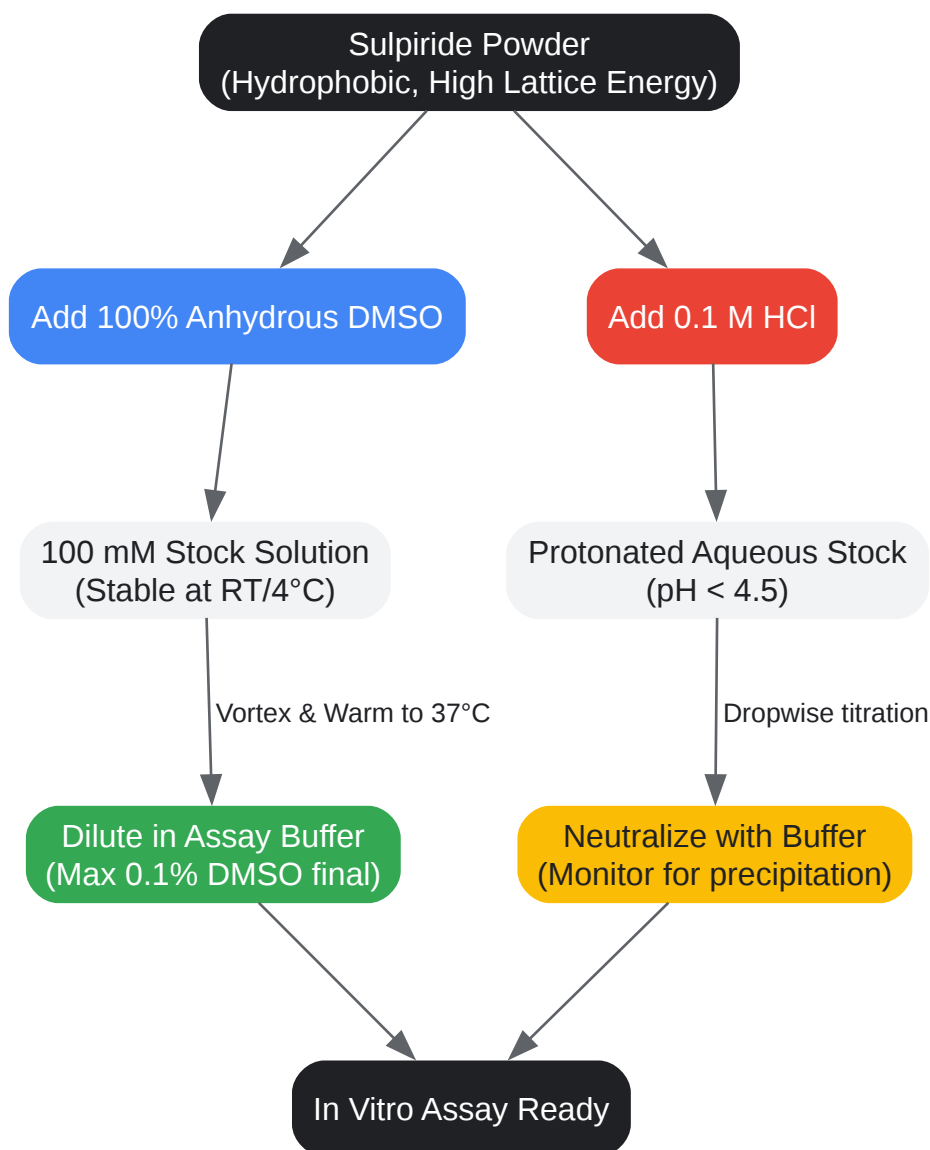 Sulpiride Powder
(Hydrophobic, High Lattice Energy)
Add 100% Anhydrous DMSO
Add 0.1 M HCl
100 mM Stock Solution
(Stable at RT/4°C)
Protonated Aqueous Stock
(pH < 4.5)
Vortex & Warm to 37°C
Dropwise titration
Dilute in Assay Buffer
(Max 0.1% DMSO final)
Neutralize with Buffer
(Monitor for precipitation)
In Vitro Assay Ready